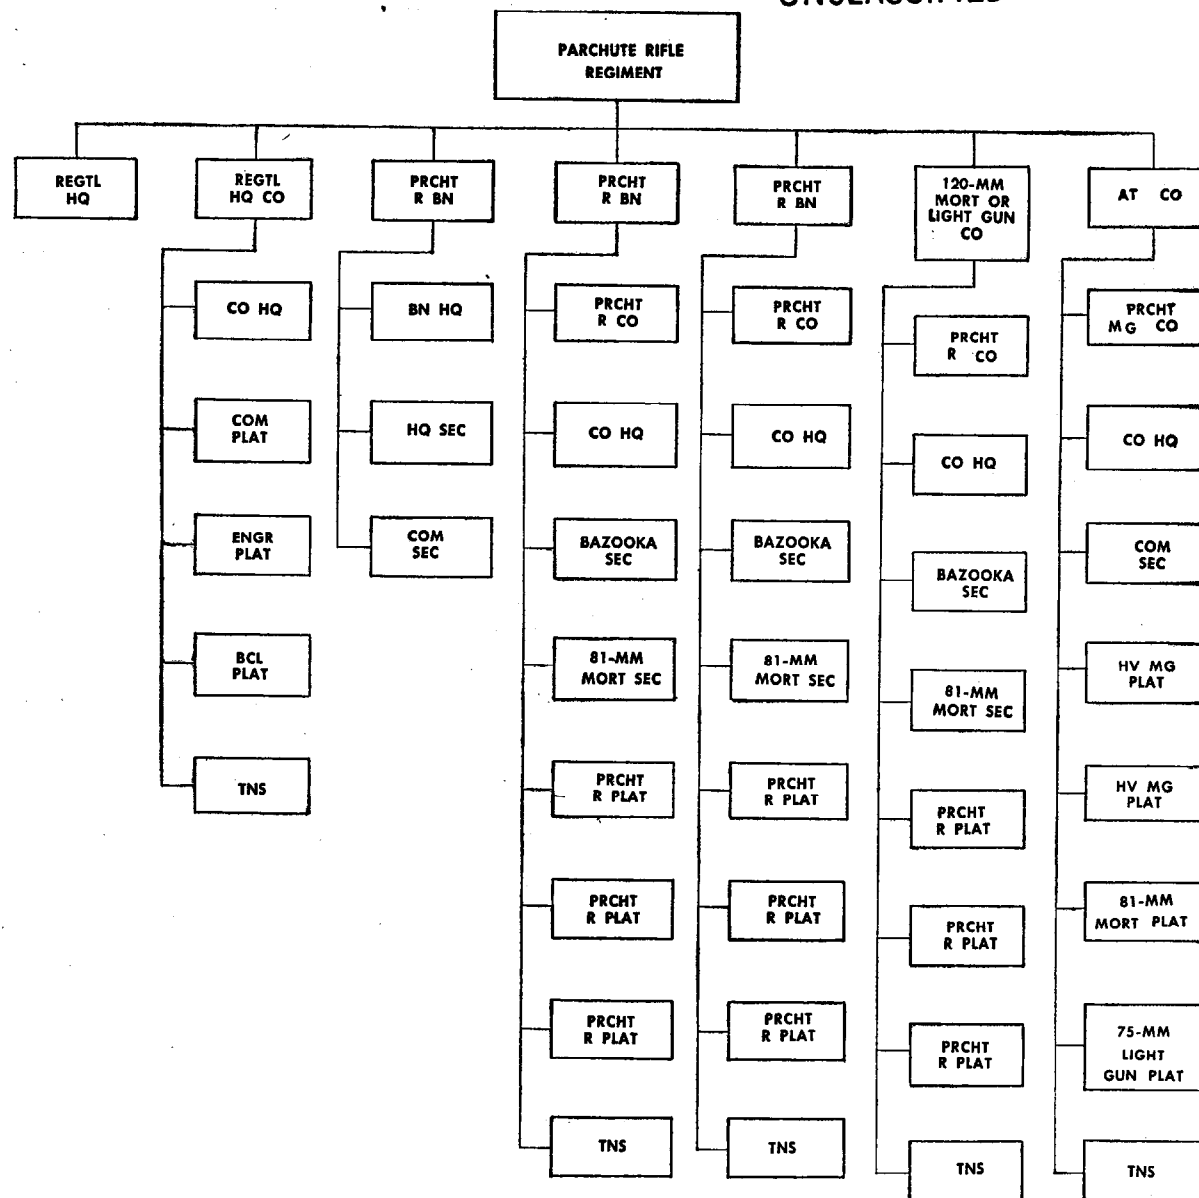 PARCHUTE RIFLE
REGIMENT
REGTL
HQ
REGTL
HQ CO
PRCHT
R BN
PRCHT
R BN
PRCHT
R BN
120-MM
MORT OR
LIGHT GUN
CO
AT CO
CO HQ
COM
PLAT
ENGR
PLAT
BCL
PLAT
TNS
BN HQ
HQ SEC
COM
SEC
PRCHT
R CO
CO HQ
BAZOOKA
SEC
81-MM
MORT SEC
PRCHT
R PLAT
PRCHT
R PLAT
PRCHT
R PLAT
TNS
PRCHT
R CO
CO HQ
BAZOOKA
SEC
81-MM
MORT SEC
PRCHT
R PLAT
PRCHT
R PLAT
PRCHT
R PLAT
TNS
PRCHT
R CO
CO HQ
BAZOOKA
SEC
81-MM
MORT SEC
PRCHT
R PLAT
PRCHT
R PLAT
PRCHT
R PLAT
TNS
PRCHT
MG CO
CO HQ
COM
SEC
HV MG
PLAT
HV MG
PLAT
81-MM
MORT PLAT
75-MM
LIGHT
GUN PLAT
TNS